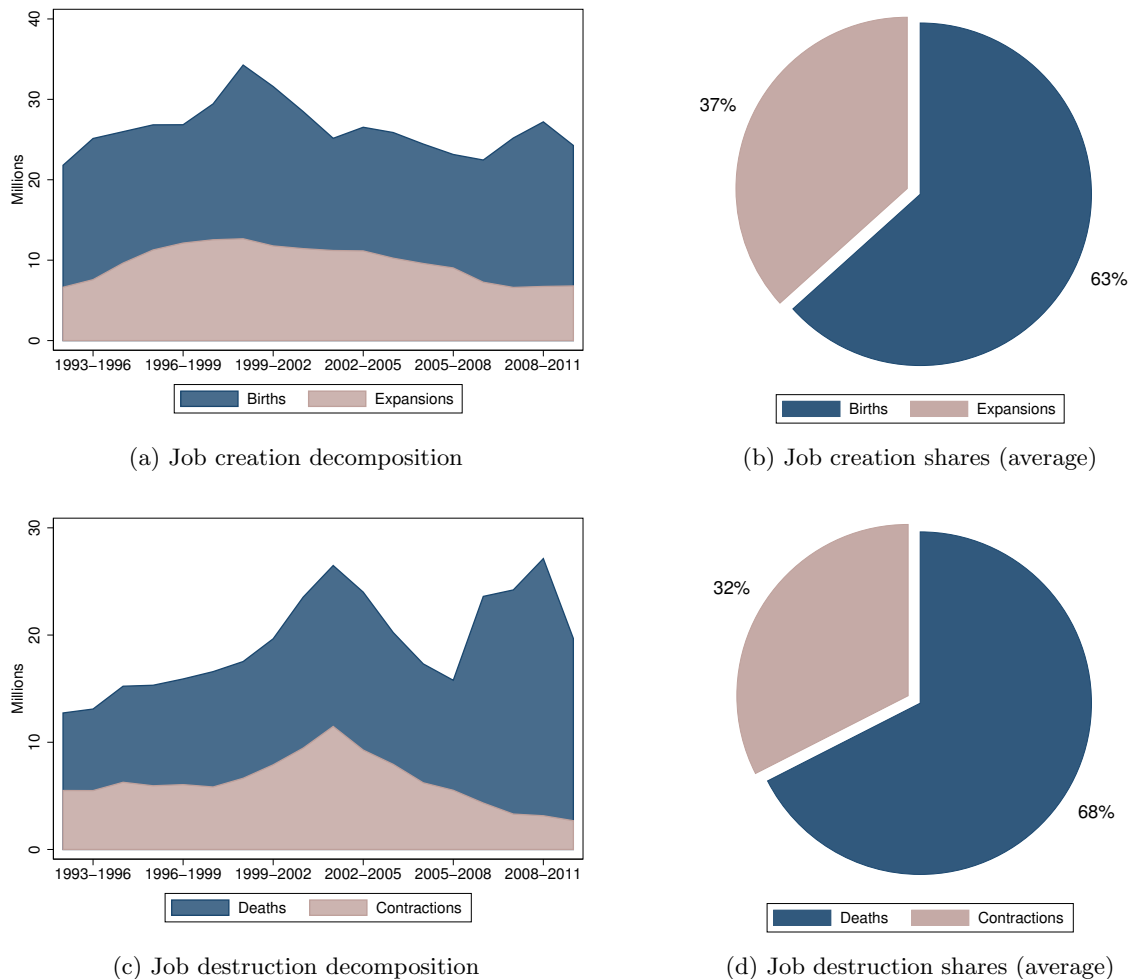 40
30
20
10
0
Millions
1993–1996 1996–1999 1999–2002 2002–2005 2005–2008 2008–2011
Births Expansions
(a) Job creation decomposition
37%
63%
Births Expansions
(b) Job creation shares (average)
30
20
10
0
Millions
1993–1996 1996–1999 1999–2002 2002–2005 2005–2008 2008–2011
Deaths Contractions
(c) Job destruction decomposition
32%
68%
Deaths Contractions
(d) Job destruction shares (average)